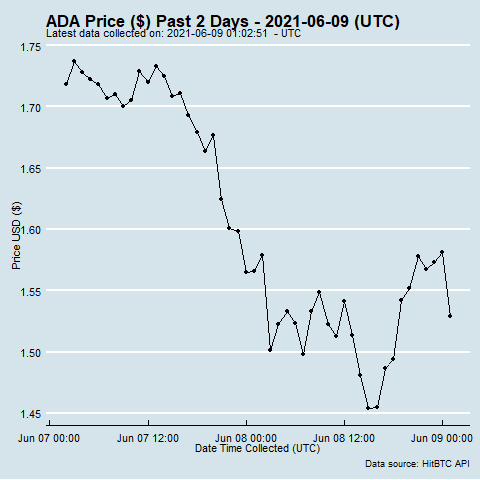 ADA Price ($) Past 2 Days - 2021-06-09 (UTC)
Latest data collected on: 2021-06-09 01:02:51 - UTC
1.75
1.70
1.65
1.60
1.55
1.50
1.45
Price USD ($)
Jun 07 00:00 Jun 07 12:00 Jun 08 00:00 Jun 08 12:00 Jun 09 00:00
Date Time Collected (UTC)
Data source: HitBTC API